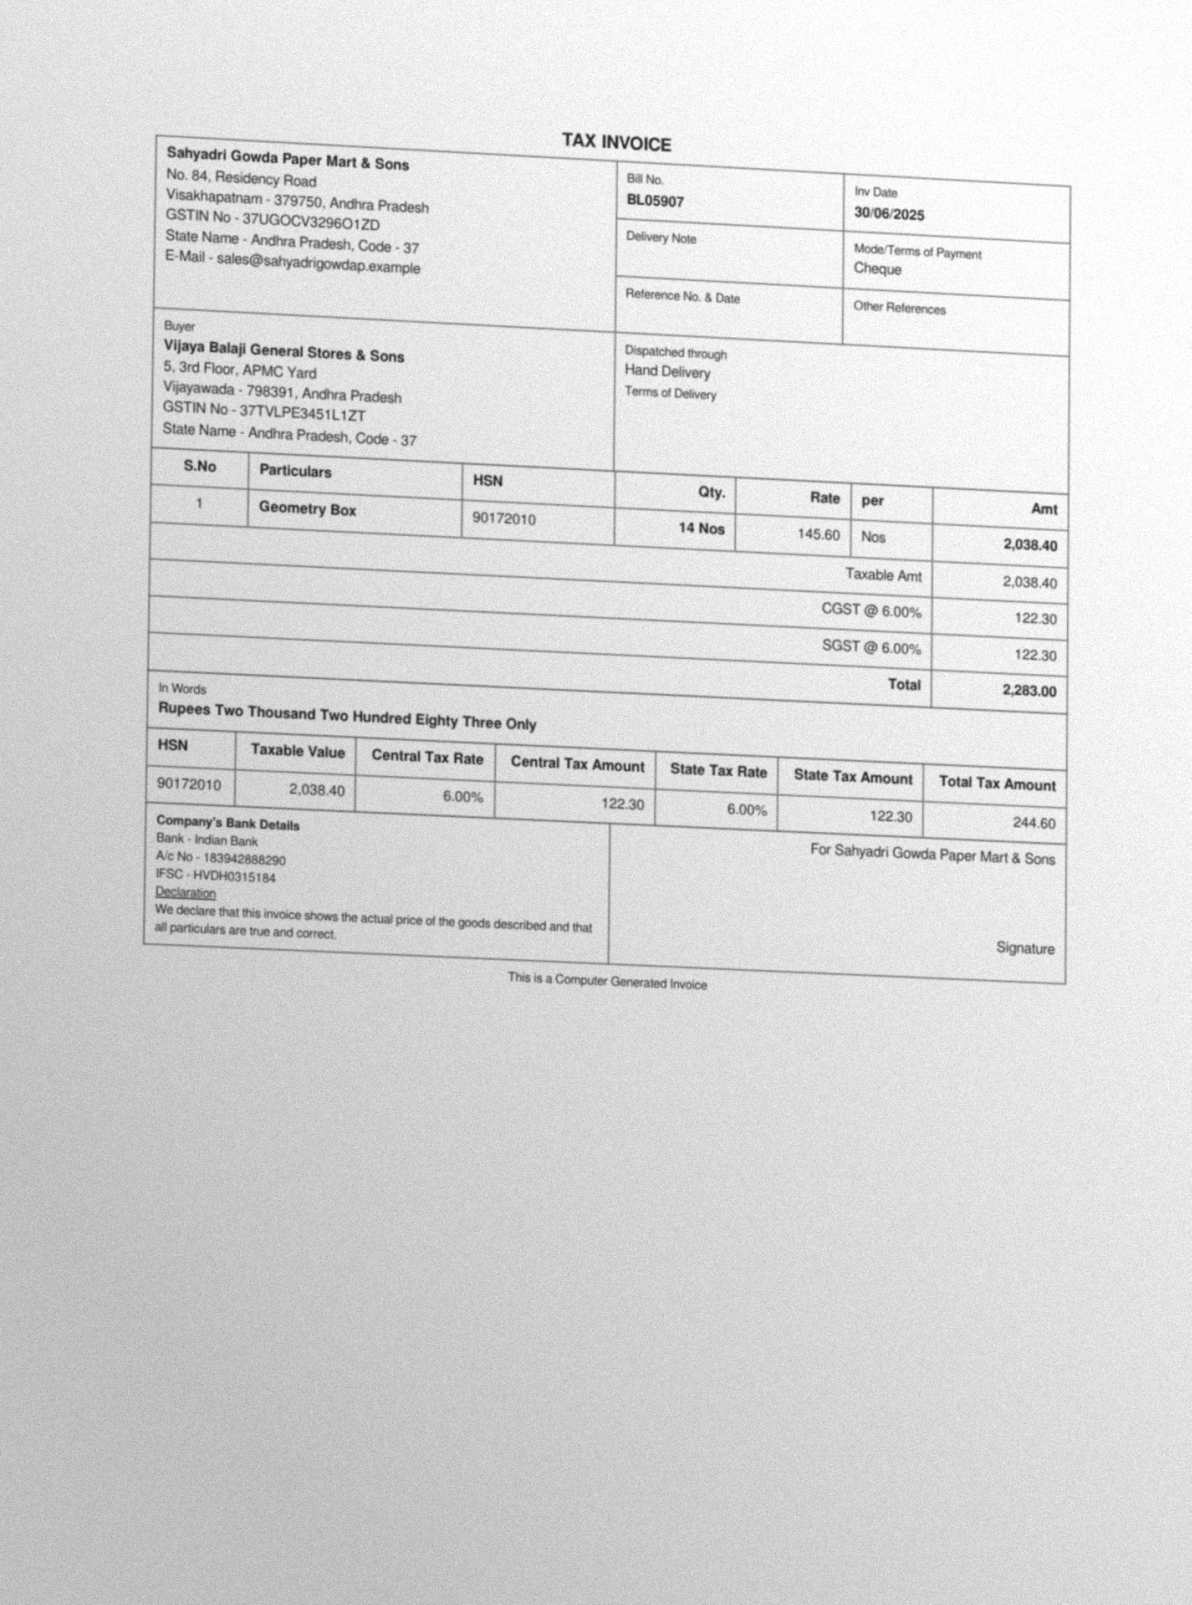 TAX INVOICE
Sahyadri Gowda Paper Mart & Sons
No. 84, Residency Road
Visakhapatnam - 379750, Andhra Pradesh
GSTIN No - 37UGOCV3296O1ZD
State Name - Andhra Pradesh, Code - 37
E-Mail - sales@sahyadrigowdap.example
Bill No.
BL05907
Inv Date
30/06/2025
Delivery Note
Mode/Terms of Payment
Cheque
Reference No. & Date
Other References
Buyer
Vijaya Balaji General Stores & Sons
5, 3rd Floor, APMC Yard
Vijayawada - 798391, Andhra Pradesh
GSTIN No - 37TVLPE3451L1ZT
State Name - Andhra Pradesh, Code - 37
Dispatched through
Hand Delivery
Terms of Delivery
S.No Particulars HSN Qty. Rate per Amt
1 Geometry Box 90172010 14 Nos 145.60 Nos 2,038.40
Taxable Amt 2,038.40
CGST @ 6.00% 122.30
SGST @ 6.00% 122.30
Total 2,283.00
In Words
Rupees Two Thousand Two Hundred Eighty Three Only
HSN Taxable Value Central Tax Rate Central Tax Amount State Tax Rate State Tax Amount Total Tax Amount
90172010 2,038.40 6.00% 122.30 6.00% 122.30 244.60
Company's Bank Details
Bank - Indian Bank
A/c No - 183942888290
IFSC - HVDH0315184
Declaration
We declare that this invoice shows the actual price of the goods described and that
all particulars are true and correct.
For Sahyadri Gowda Paper Mart & Sons
Signature
This is a Computer Generated Invoice